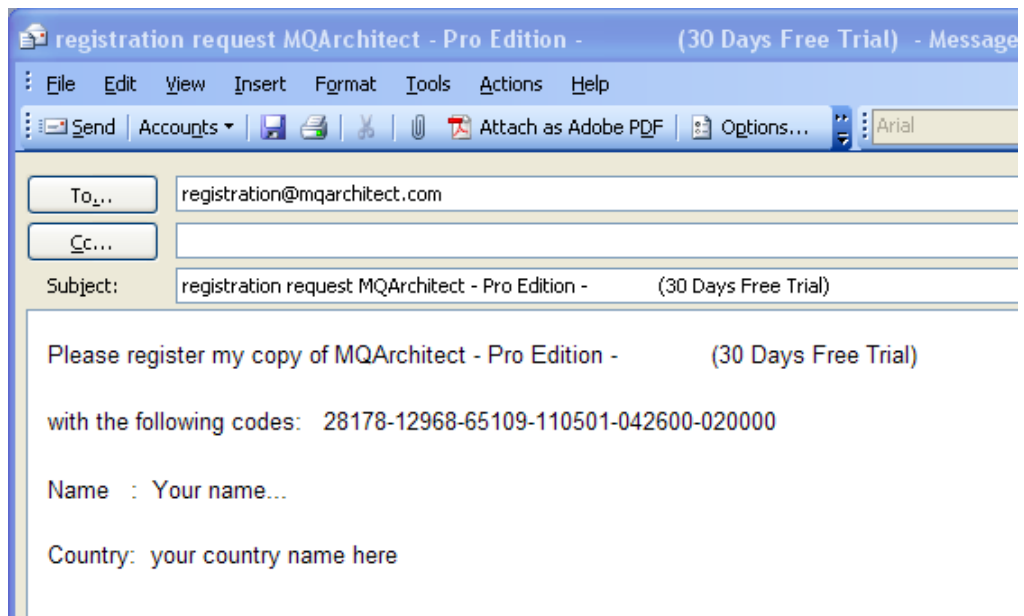 registration request MQArchitect - Pro Edition - (30 Days Free Trial) - Message
File Edit View Insert Format Tools Actions Help
Send Accounts Attach as Adobe PDF Options... Arial
To... registration@mqarchitect.com
Cc...
Subject: registration request MQArchitect - Pro Edition - (30 Days Free Trial)
Please register my copy of MQArchitect - Pro Edition - (30 Days Free Trial)
with the following codes: 28178-12968-65109-110501-042600-020000
Name : Your name...
Country: your country name here